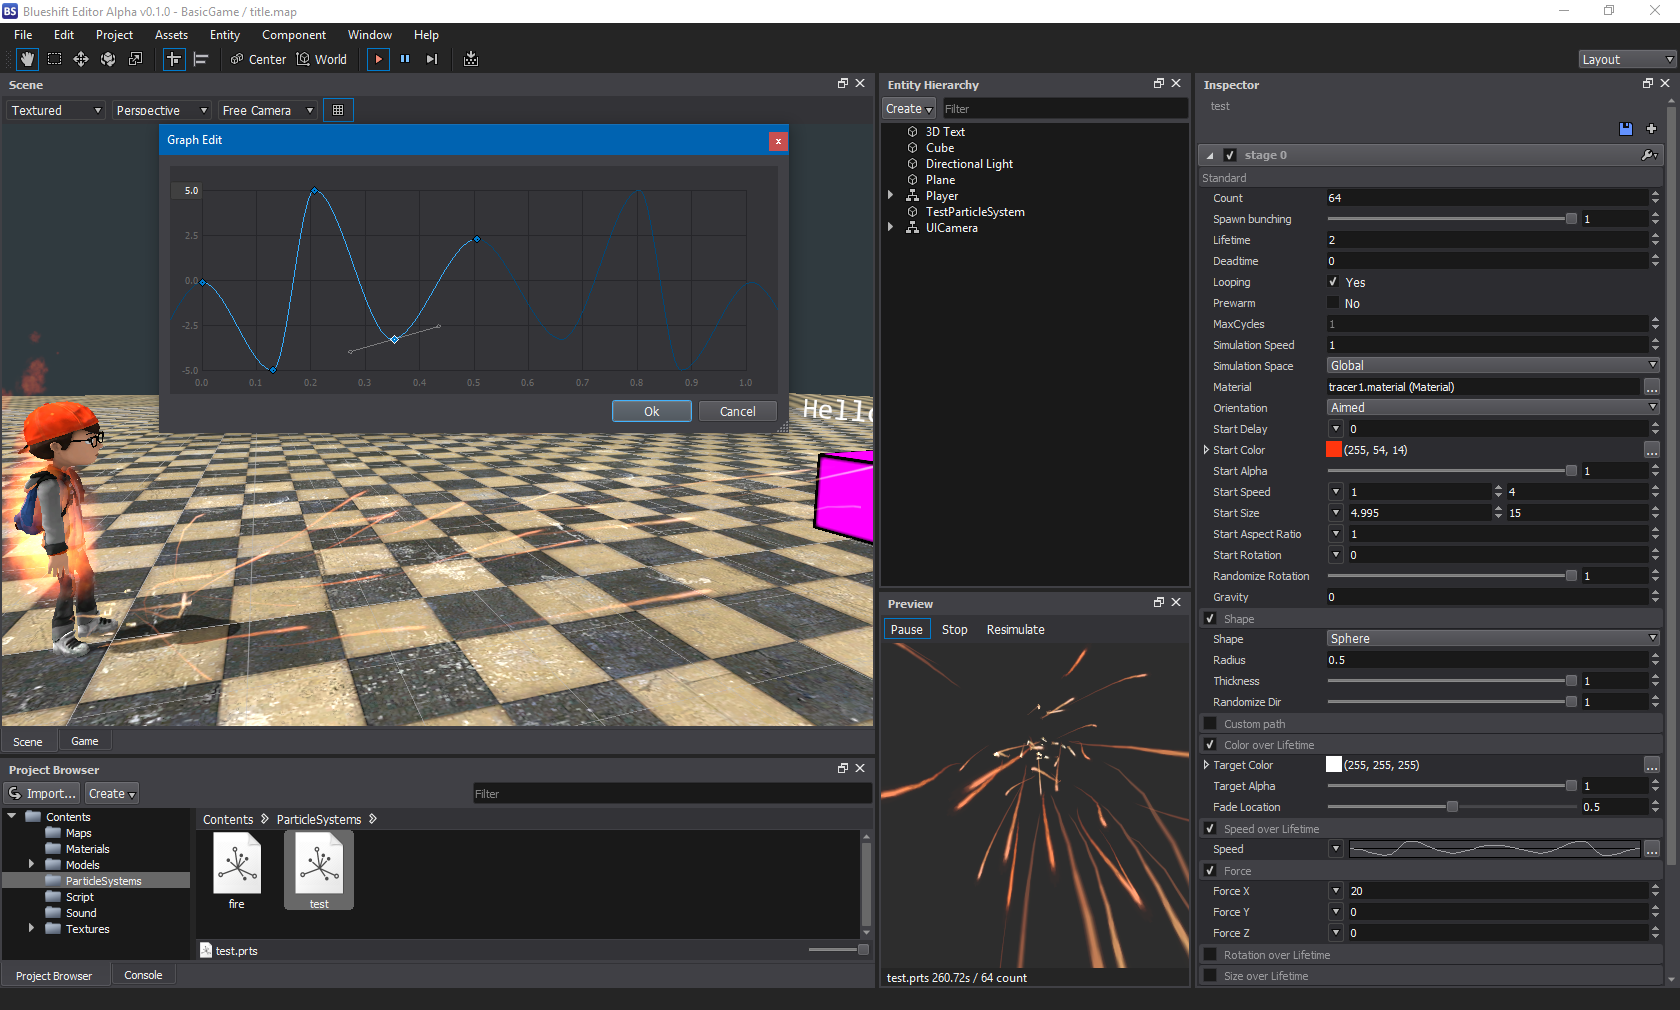 BS Blueshift Editor Alpha v0.1.0 - BasicGame / title.map
File Edit Project Assets Entity Component Window Help
Center World Layout
Scene
Textured Perspective Free Camera
Graph Edit
x
5.0
2.5
0.0
-2.5
-5.0
0.0 0.1 0.2 0.3 0.4 0.5 0.6 0.7 0.8 0.9 1.0
Ok Cancel
Hello
Scene Game
Project Browser
Import... Create Filter
Contents
Maps
Materials
Models
ParticleSystems
Script
Sound
Textures
Contents ParticleSystems
fire test
test.prts
Project Browser Console
Entity Hierarchy
Create Filter
3D Text
Cube
Directional Light
Plane
Player
TestParticleSystem
UICamera
Preview
Pause Stop Resimulate
test.prts 260.72s / 64 count
Inspector
test
stage 0
Standard
Count 64
Spawn bunching 1
Lifetime 2
Deadtime 0
Looping Yes
Prewarm No
MaxCycles 1
Simulation Speed 1
Simulation Space Global
Material tracer1.material (Material) ...
Orientation Aimed
Start Delay 0
Start Color (255, 54, 14) ...
Start Alpha 1
Start Speed 1 4
Start Size 4.995 15
Start Aspect Ratio 1
Start Rotation 0
Randomize Rotation 1
Gravity 0
Shape
Shape Sphere
Radius 0.5
Thickness 1
Randomize Dir 1
Custom path
Color over Lifetime
Target Color (255, 255, 255) ...
Target Alpha 1
Fade Location 0.5
Speed over Lifetime
Speed ...
Force
Force X 20
Force Y 0
Force Z 0
Rotation over Lifetime
Size over Lifetime